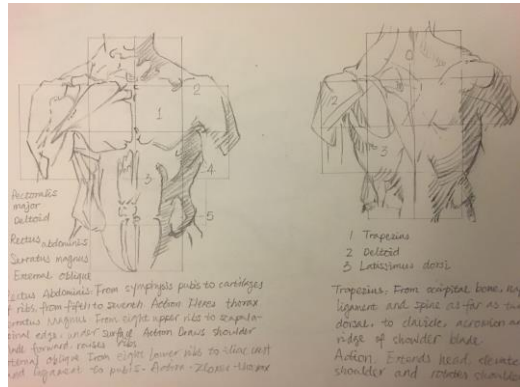 1
2
3
4
5
Pectoralis
major
Deltoid
Rectus abdominis
Serratus magnus
External oblique
Rectus Abdominis. From symphysis pubis to cartilages
of ribs, from fifth to seventh. Action Flexes thorax
Serratus Magnus From eight upper ribs to scapula-
edge, under surface Action Draws shoulder
forward, raises ribs
External oblique From eight lower ribs to iliac crest
and ligament to pubis - Action - Flexes thorax
1
2
3
1 Trapezius
2 Deltoid
3 Latissimus dorsi
Trapezius, From occipital bone,
ligament and spine as far as
dorsal, to clavicle, acromion and
ridge of shoulder blade.
Action. Extends head, elevates
shoulder and rotates shoulder